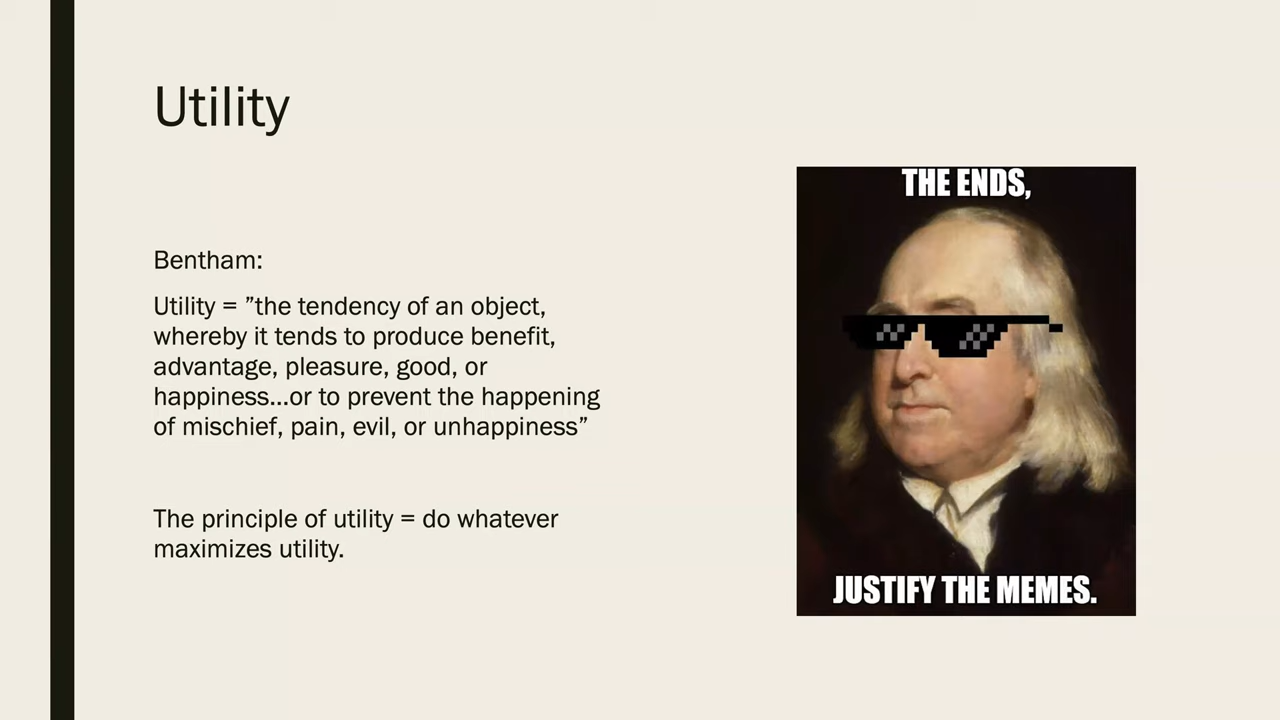 Utility
Bentham:
Utility = ”the tendency of an object,
whereby it tends to produce benefit,
advantage, pleasure, good, or
happiness...or to prevent the happening
of mischief, pain, evil, or unhappiness”
The principle of utility = do whatever
maximizes utility.
THE ENDS,
JUSTIFY THE MEMES.